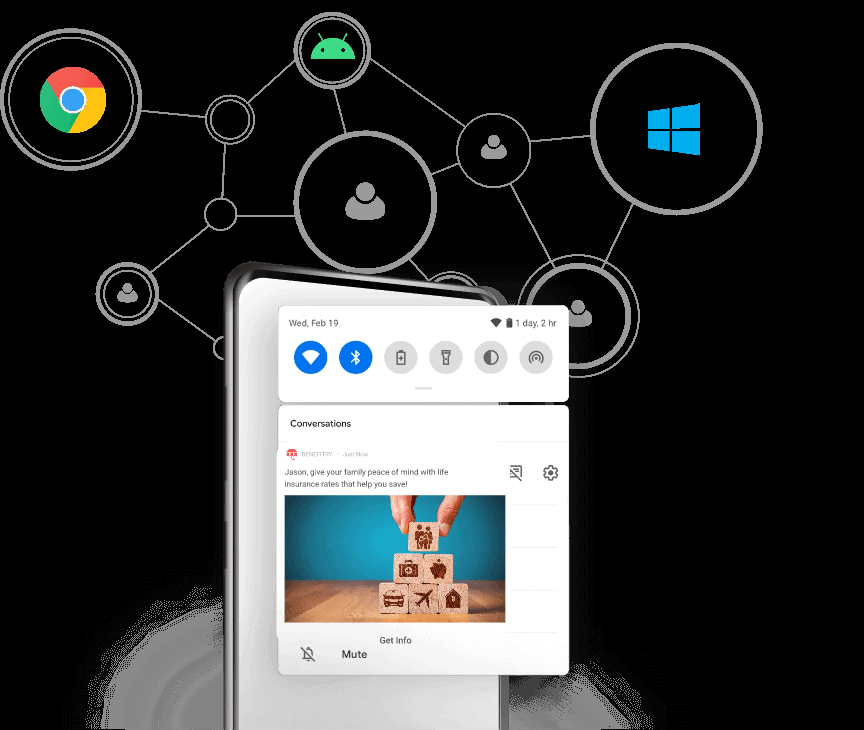 Wed, Feb 19
1 day, 2 hr
Conversations
BENEFITRY • Just Now
Jason, give your family peace of mind with life
insurance rates that help you save!
Get Info
Mute